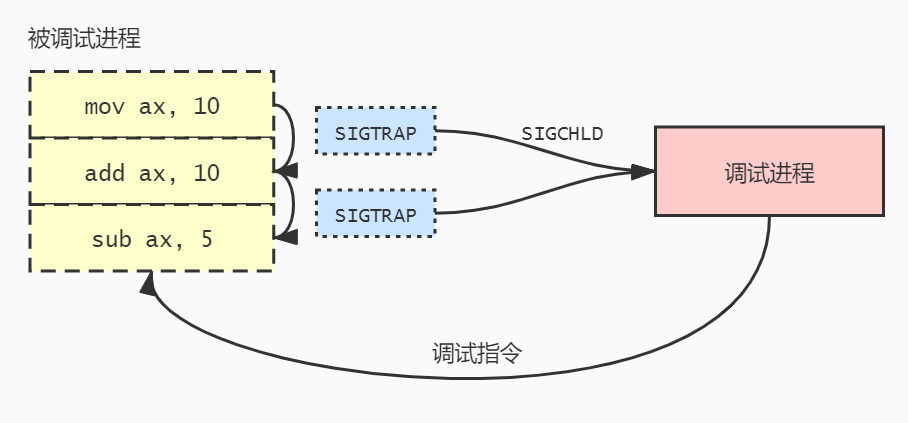 被调试进程
mov ax, 10
SIGTRAP
SIGCHLD
add ax, 10
调试进程
SIGTRAP
sub ax, 5
调试指令